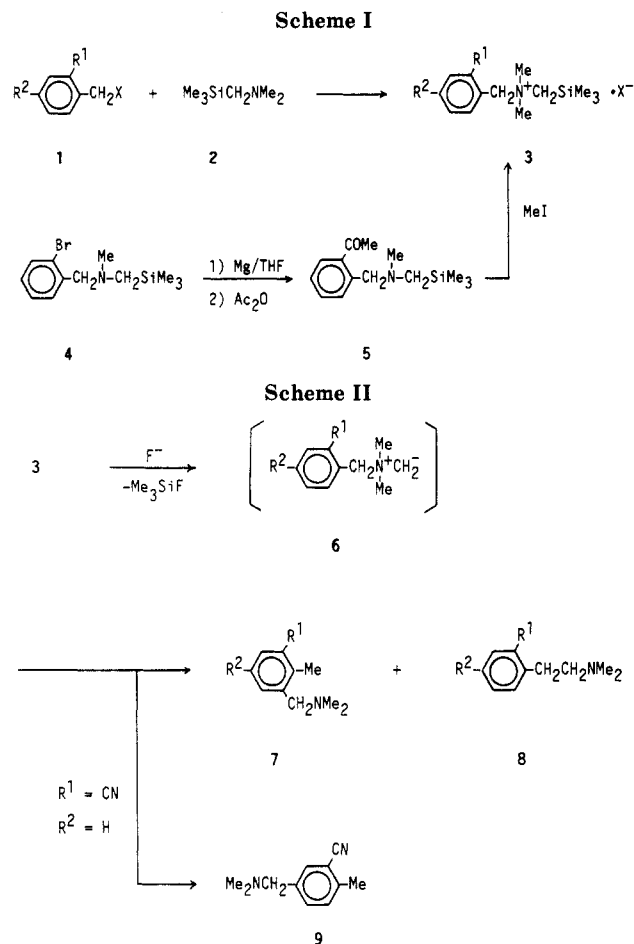 Scheme I
R¹
R²
CH₂X
+
Me₃SiCH₂NMe₂
R¹
R²
Me
CH₂N⁺CH₂SiMe₃ •X⁻
Me
1
2
3
MeI
Br
Me
CH₂N—CH₂SiMe₃
1) Mg/THF
2) Ac₂O
COMe
Me
CH₂N—CH₂SiMe₃
4
5
Scheme II
3
F⁻
-Me₃SiF
R¹
R²
Me
CH₂N⁺CH₂⁻
Me
6
R¹
R²
Me
CH₂NMe₂
+
R¹
R²
CH₂CH₂NMe₂
7
8
R¹ = CN
R² = H
CN
Me₂NCH₂
Me
9